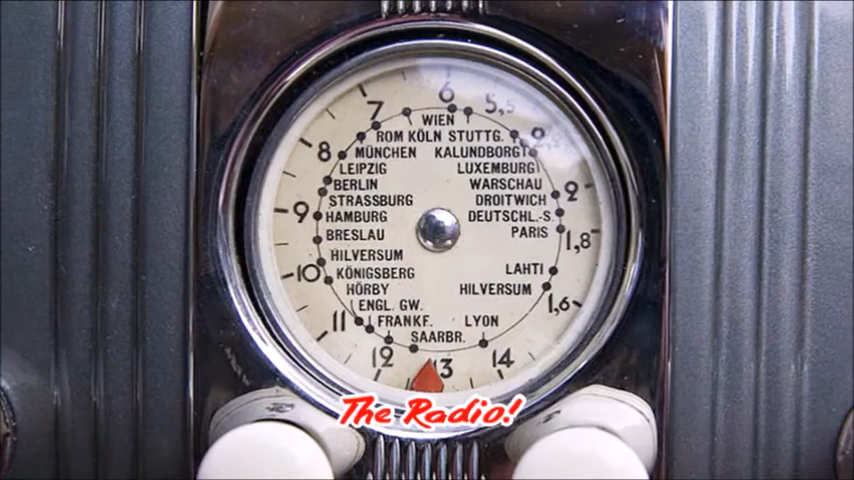 6
7 5,5
WIEN
ROM KÖLN STUTTG.
8 MÜNCHEN KALUNDBORG
LEIPZIG LUXEMBURG
BERLIN WARSCHAU 2
STRASSBURG DROITWICH
9 HAMBURG DEUTSCHL.-S.
BRESLAU PARIS 1,8
HILVERSUM
10 KÖNIGSBERG LAHTI
HÖRBY HILVERSUM
ENGL. GW. 1,6
11 FRANKF. LYON
SAARBR.
12 13 14
The Radio!